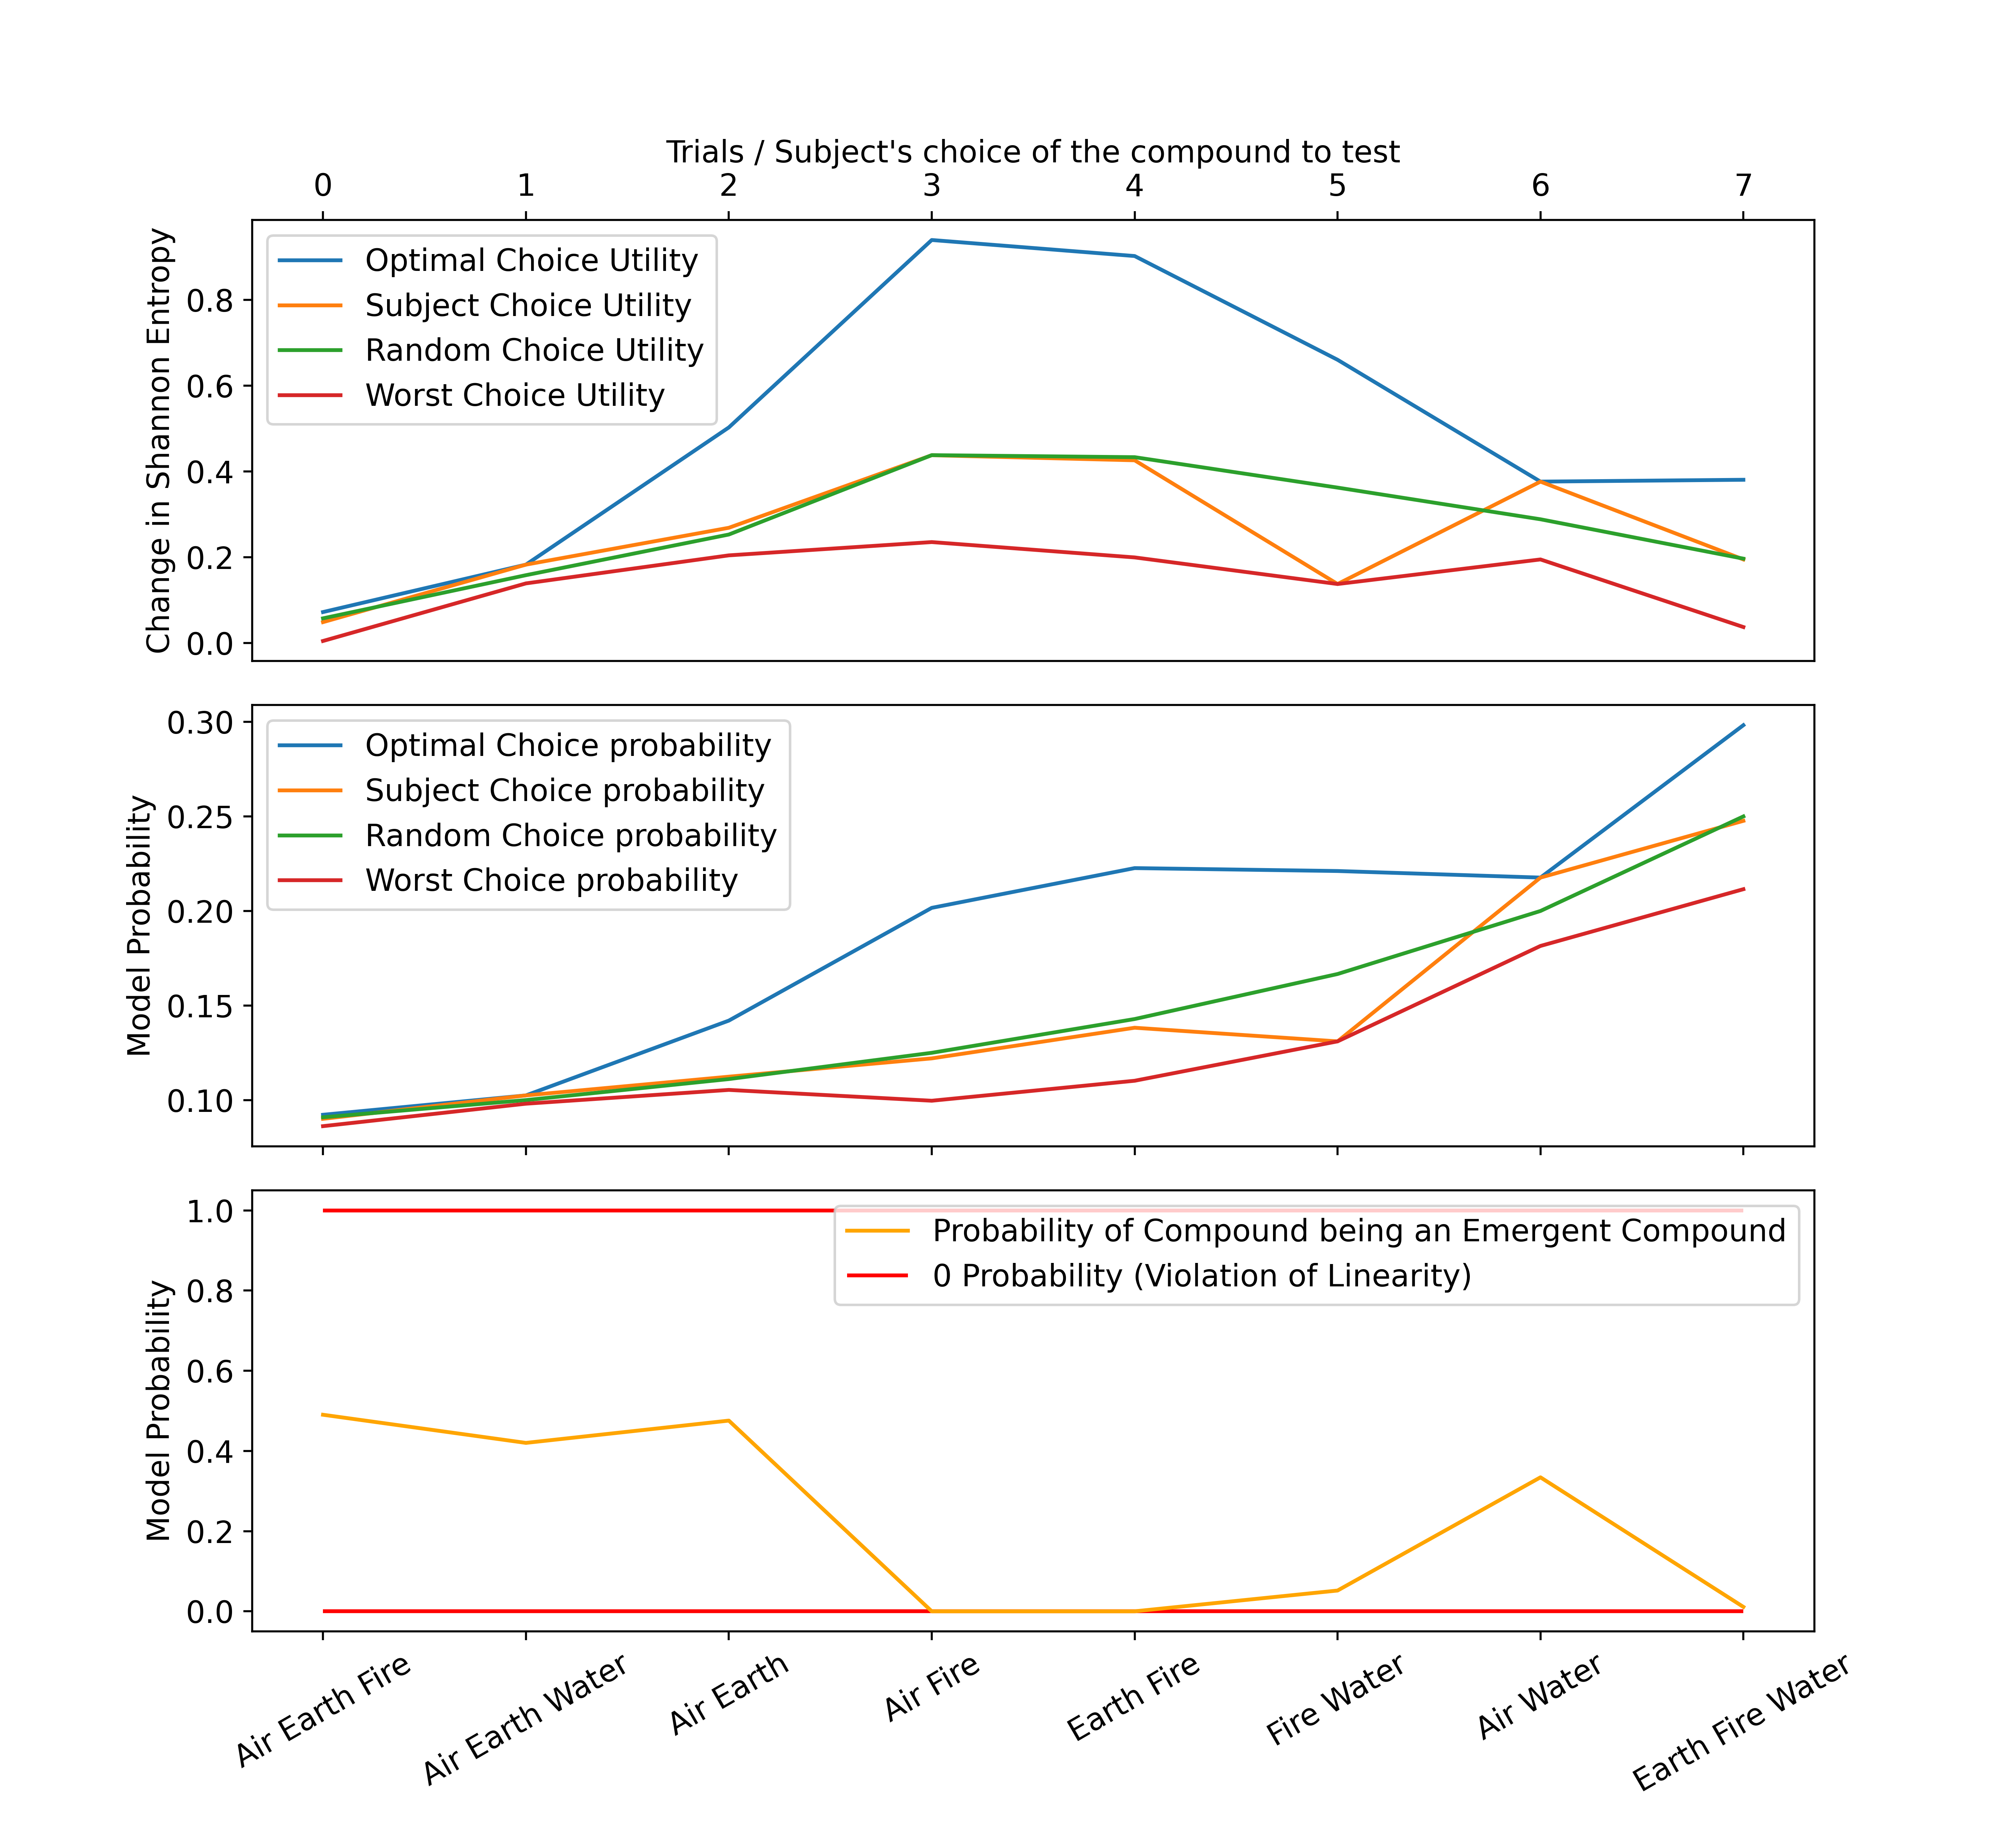 Trials / Subject's choice of the compound to test
0 1 2 3 4 5 6 7
Change in Shannon Entropy
0.8
0.6
0.4
0.2
0.0
Optimal Choice Utility
Subject Choice Utility
Random Choice Utility
Worst Choice Utility
Model Probability
0.30
0.25
0.20
0.15
0.10
Optimal Choice probability
Subject Choice probability
Random Choice probability
Worst Choice probability
Model Probability
1.0
0.8
0.6
0.4
0.2
0.0
Probability of Compound being an Emergent Compound
0 Probability (Violation of Linearity)
Air Earth Fire
Air Earth Water
Air Earth
Air Fire
Earth Fire
Fire Water
Air Water
Earth Fire Water